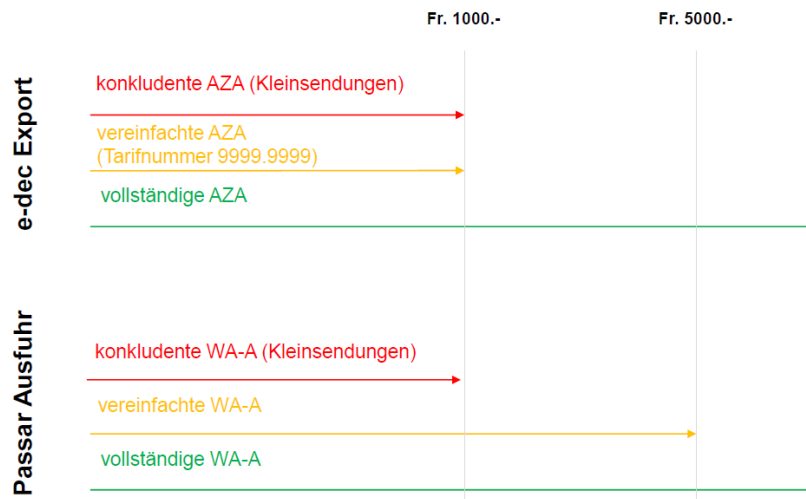 Fr. 1000.-
Fr. 5000.-
e-dec Export
konkludente AZA (Kleinsendungen)
vereinfachte AZA
(Tarifnummer 9999.9999)
vollständige AZA
Passar Ausfuhr
konkludente WA-A (Kleinsendungen)
vereinfachte WA-A
vollständige WA-A